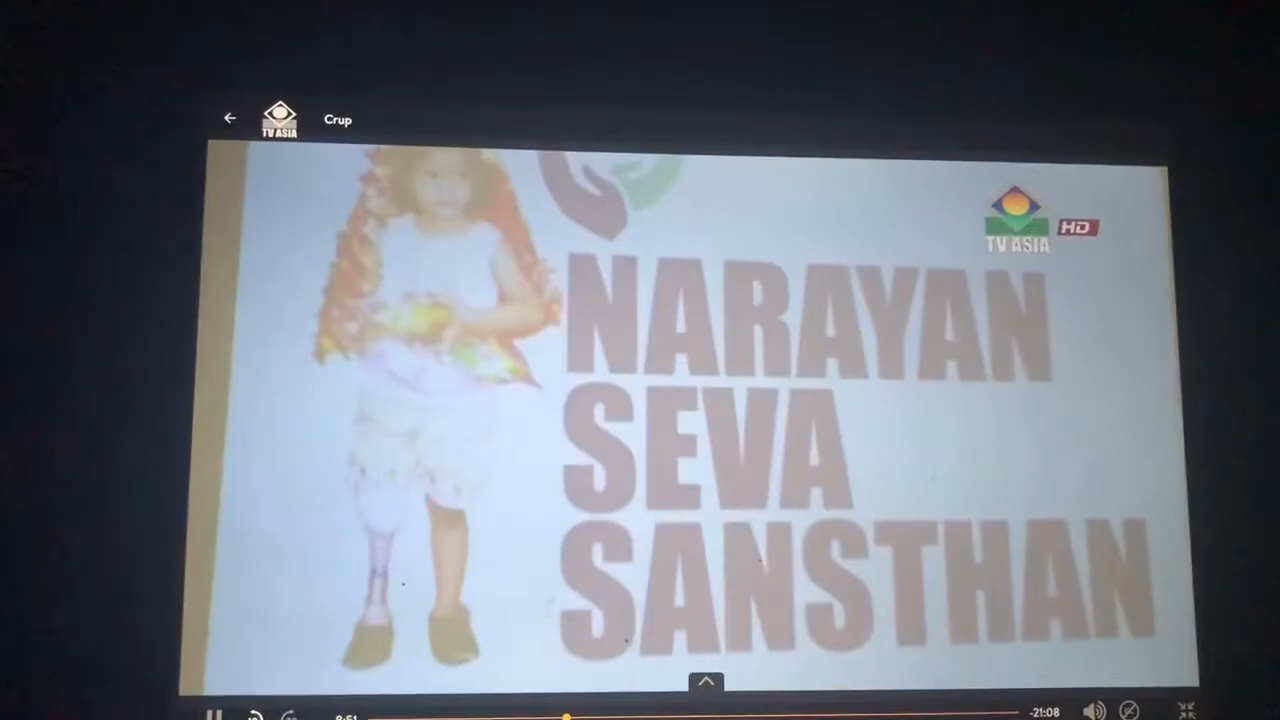 TV ASIA
Crup
TV ASIA HD
NARAYAN
SEVA
SANSTHAN
8:51
-21:08